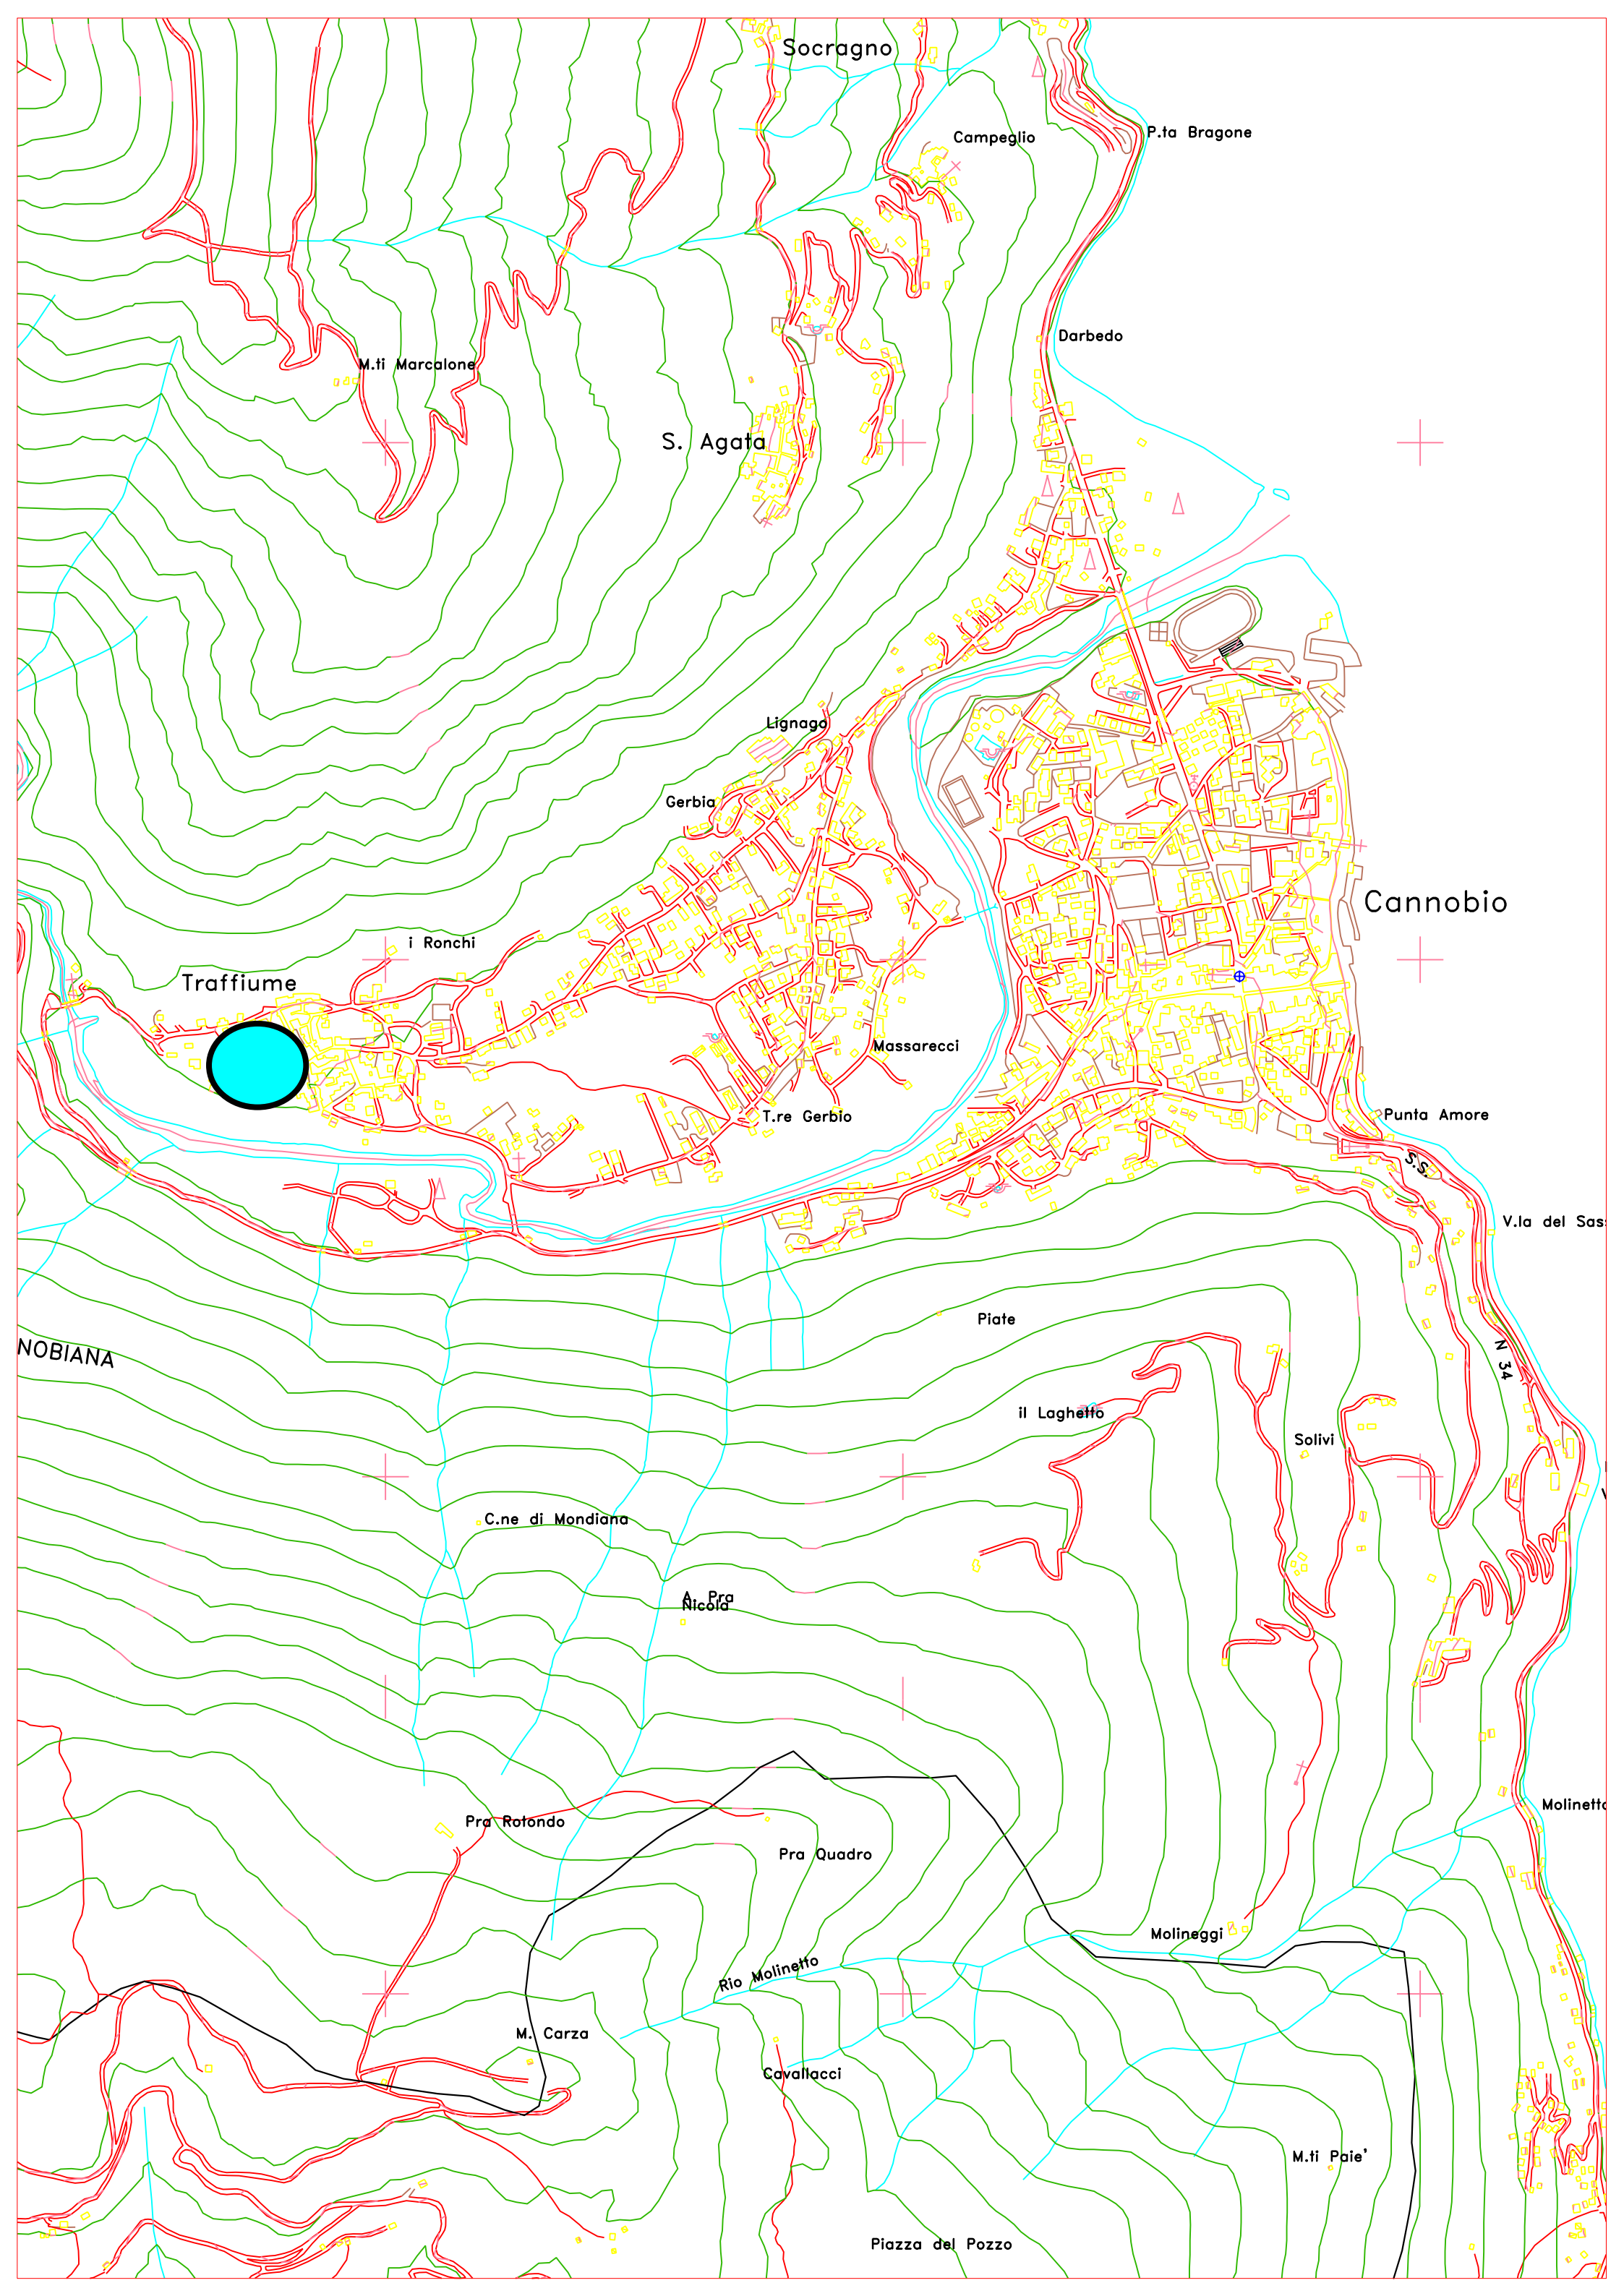 Socragno
Campeglio
P.ta Bragone
Darbedo
M.ti Marcalone
S. Agata
Lignago
Gerbia
Cannobio
i Ronchi
Traffiume
Massarecci
T.re Gerbio
Punta Amore
S.S.
V.la del Sas
Piate
NOBIANA
N 34
il Laghetto
Solivi
C.ne di Mondiana
A. Pra
Nicola
Molinetto
Pra Rotondo
Pra Quadro
Molineggi
Rio Molinetto
M. Carza
Cavallacci
M.ti Paie'
Piazza del Pozzo